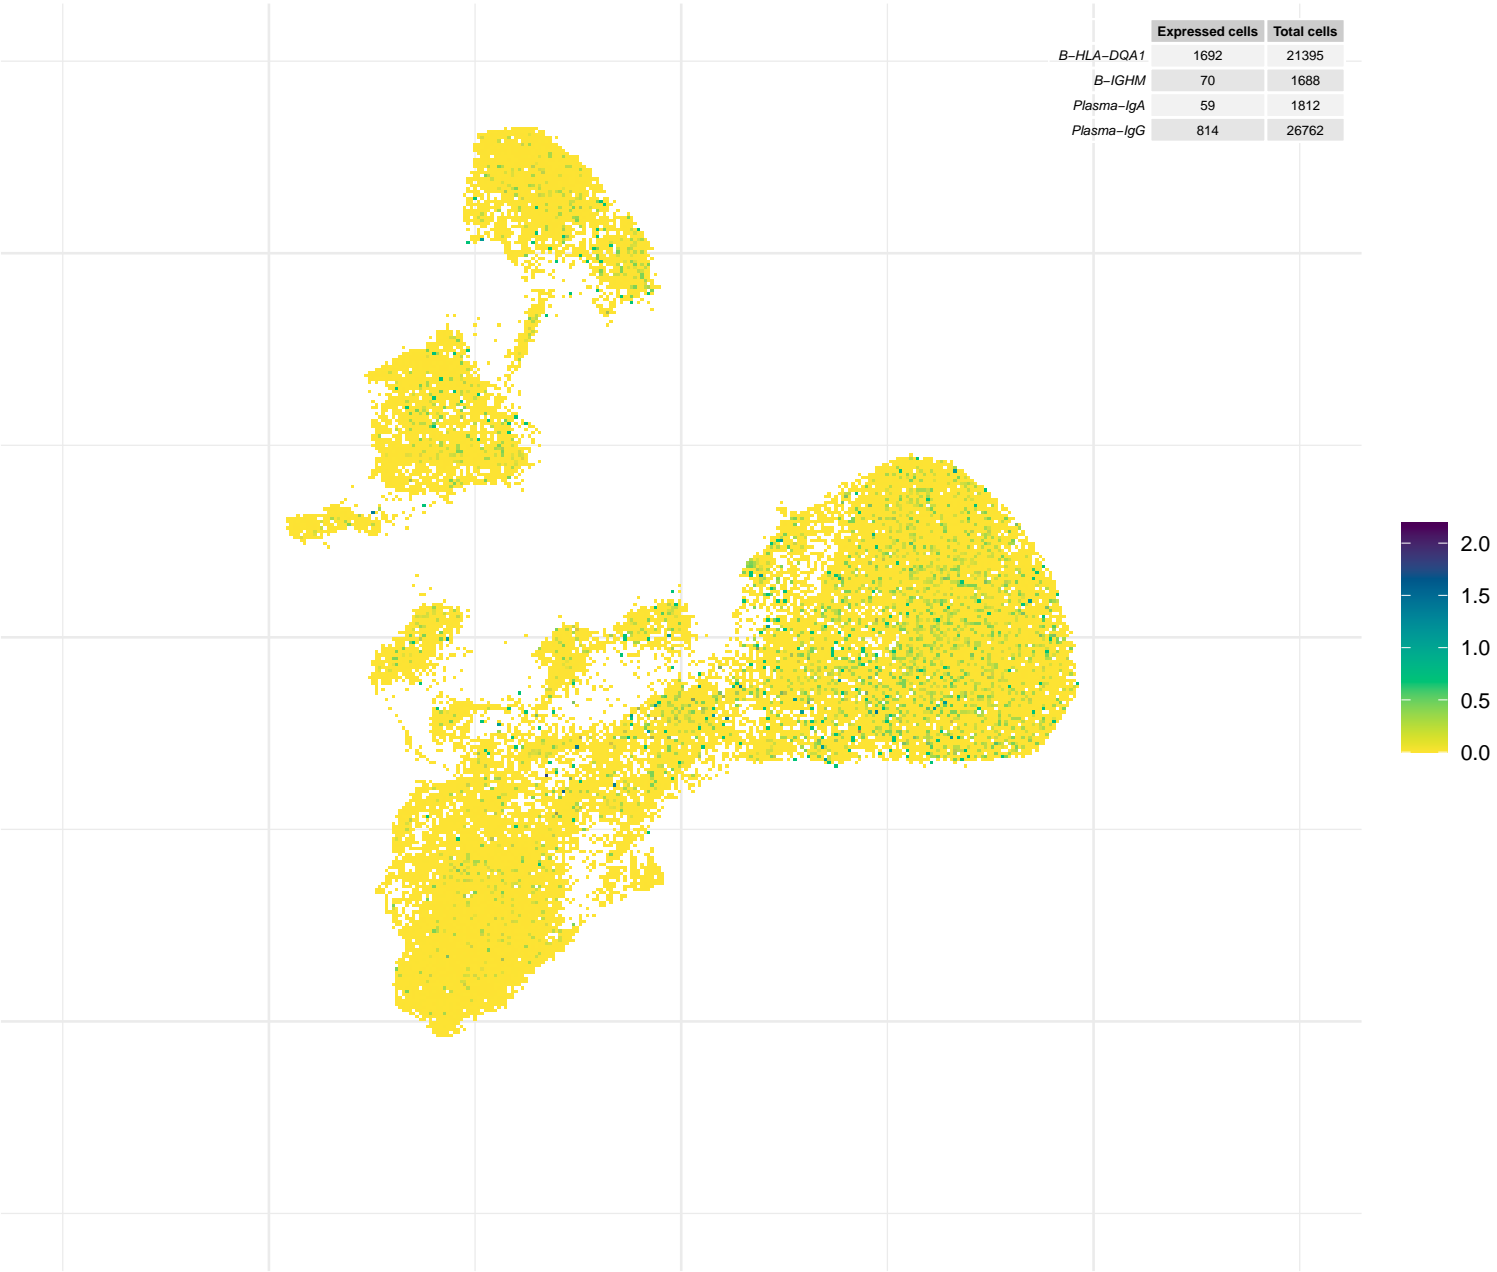 Expressed cells Total cells
B−HLA−DQA1 1692 21395
B−IGHM 70 1688
Plasma−IgA 59 1812
Plasma−IgG 814 26762
2.0
1.5
1.0
0.5
0.0